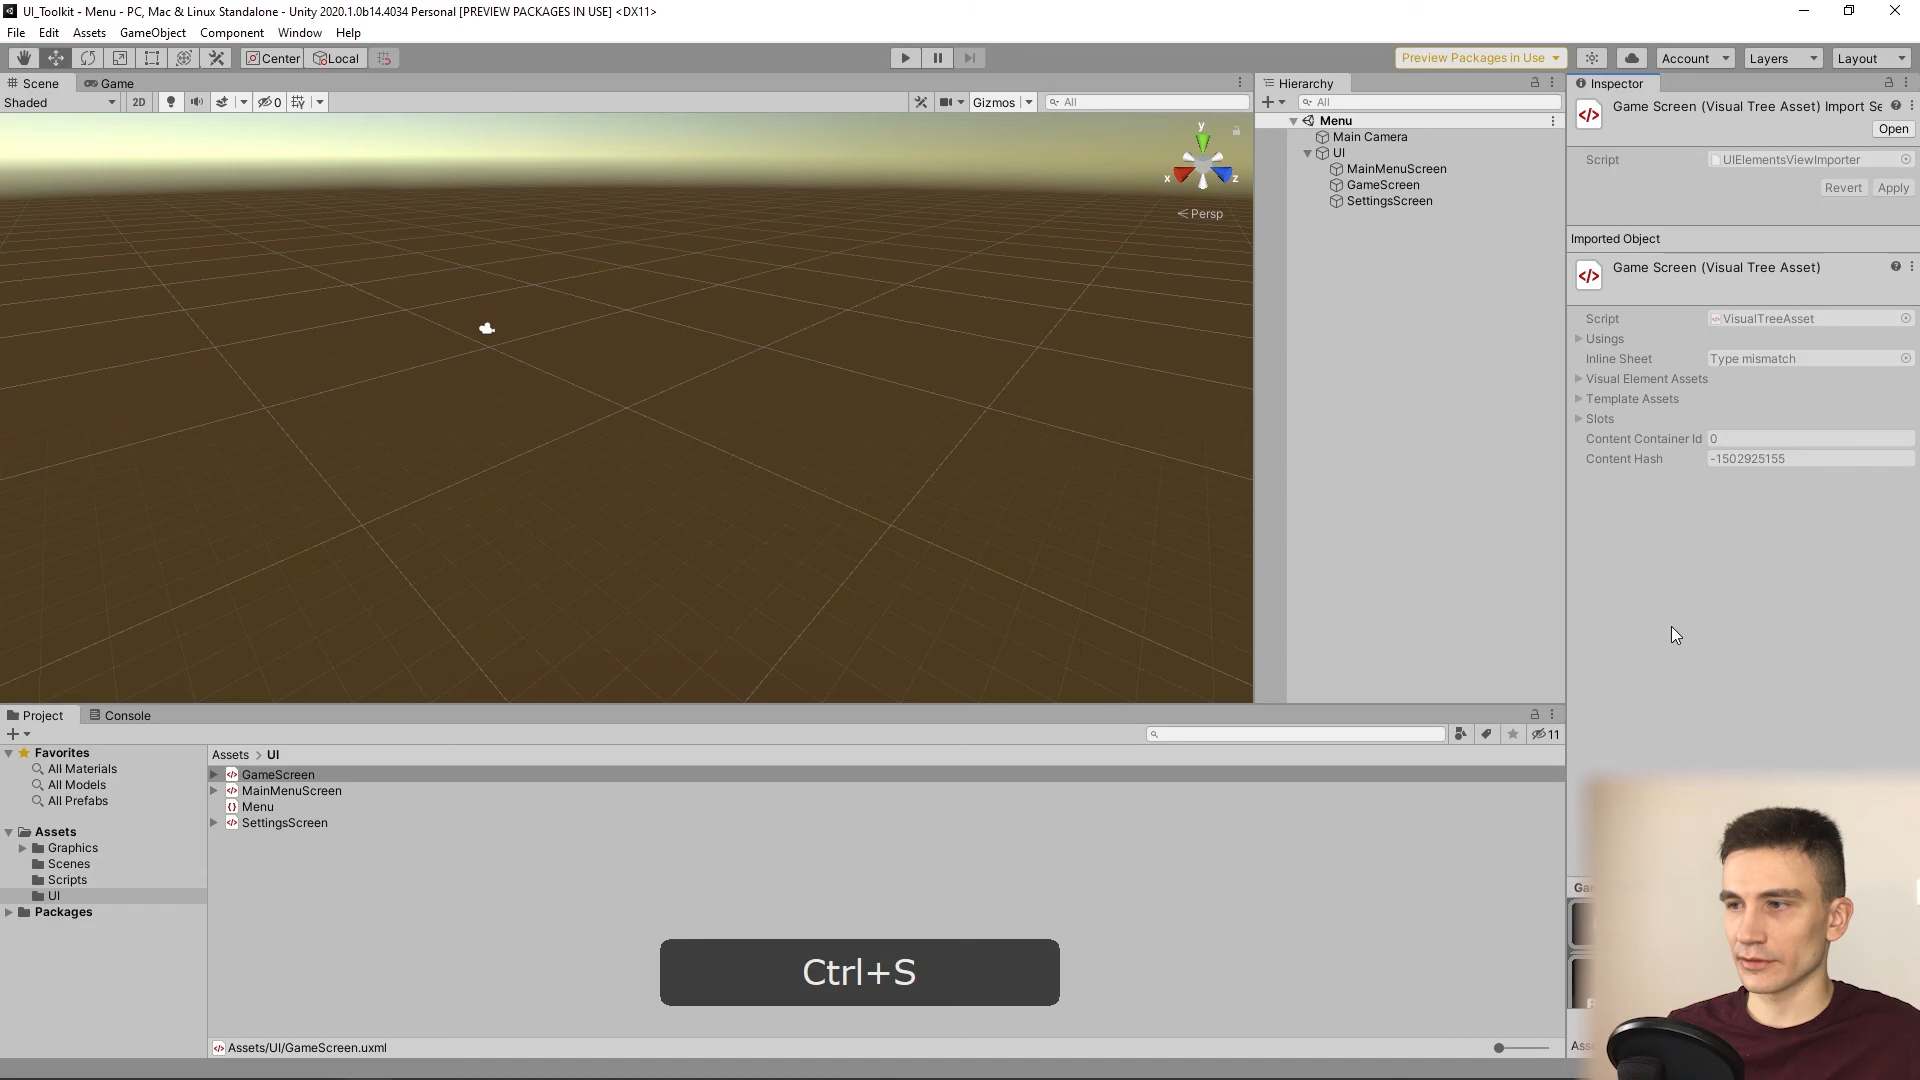 UI_Toolkit - Menu - PC, Mac & Linux Standalone - Unity 2020.1.0b14.4034 Personal [PREVIEW PACKAGES IN USE] <DX11>
File Edit Assets GameObject Component Window Help
Center Local Preview Packages in Use Account Layers Layout
Scene Game
Shaded 2D 0 Gizmos All
y
x z
Persp
Hierarchy
All
Menu
Main Camera
UI
MainMenuScreen
GameScreen
SettingsScreen
Inspector
Game Screen (Visual Tree Asset) Import Se
Open
Script UIElementsViewImporter
Revert Apply
Imported Object
Game Screen (Visual Tree Asset)
Script VisualTreeAsset
Usings
Inline Sheet Type mismatch
Visual Element Assets
Template Assets
Slots
Content Container Id 0
Content Hash -1502925155
Project Console
11
Favorites
All Materials
All Models
All Prefabs
Assets
Graphics
Scenes
Scripts
UI
Packages
Assets > UI
GameScreen
MainMenuScreen
Menu
SettingsScreen
Ctrl+S
Assets/UI/GameScreen.uxml